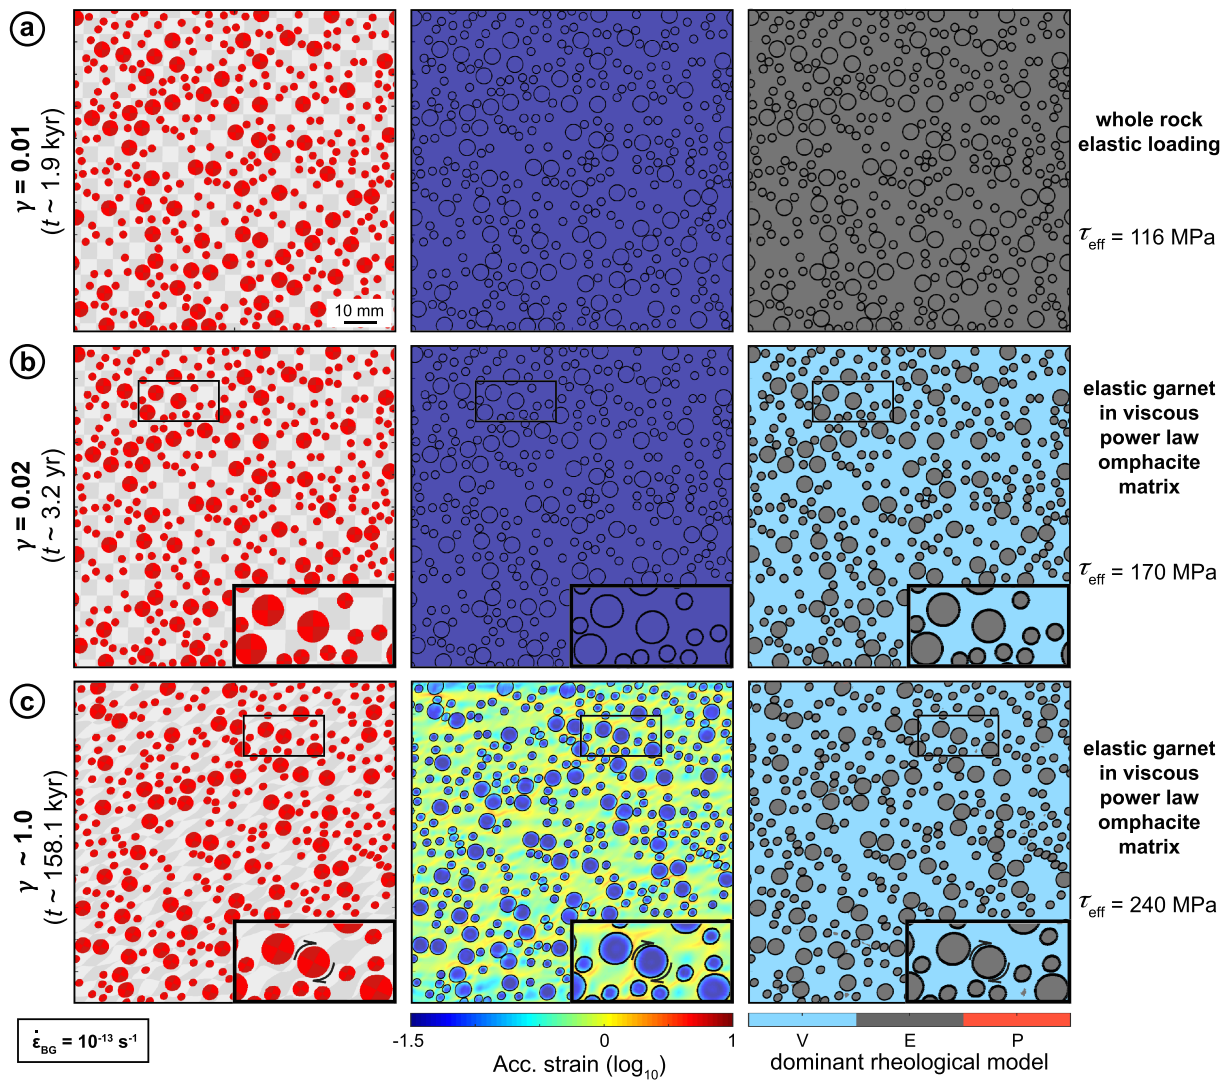 a
γ = 0.01
(t ~ 1.9 kyr)
10 mm
whole rock
elastic loading
τeff = 116 MPa
b
γ = 0.02
(t ~ 3.2 yr)
elastic garnet
in viscous
power law
omphacite
matrix
τeff = 170 MPa
c
γ ~ 1.0
(t ~ 158.1 kyr)
elastic garnet
in viscous
power law
omphacite
matrix
τeff = 240 MPa
ε̇BG = 10⁻¹³ s⁻¹
-1.5 0 1
Acc. strain (log₁₀)
V E P
dominant rheological model